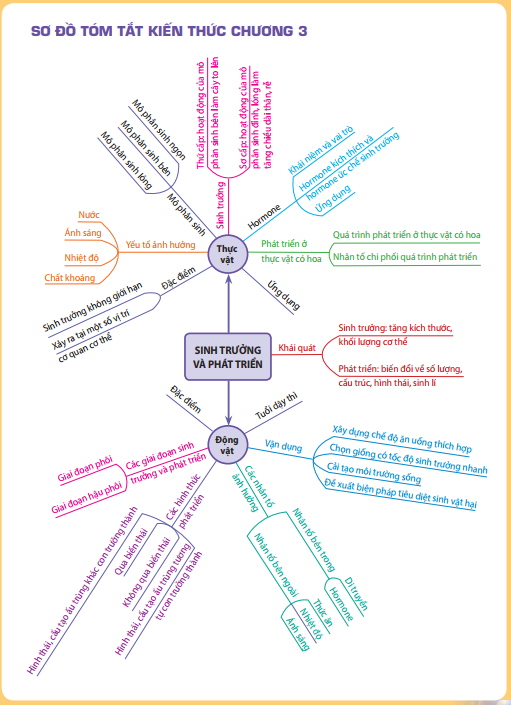 SƠ ĐỒ TÓM TẮT KIẾN THỨC CHƯƠNG 3
Thứ cấp: hoạt động của mô
phân sinh bên làm cây to lên
Sơ cấp: hoạt động của mô
phân sinh đỉnh, lóng làm
tăng chiều dài thân, rễ
Sinh trưởng
Mô phân sinh ngọn
Mô phân sinh bên
Mô phân sinh lóng
Mô phân sinh
Khái niệm và vai trò
Hormone kích thích và
hormone ức chế sinh trưởng
Ứng dụng
Hormone
Nước
Ánh sáng
Nhiệt độ
Chất khoáng
Yếu tố ảnh hưởng
Thực
vật
Phát triển ở
thực vật có hoa
Quá trình phát triển ở thực vật có hoa
Nhân tố chi phối quá trình phát triển
Đặc điểm
Sinh trưởng không giới hạn
Xảy ra tại một số vị trí
cơ quan cơ thể
Ứng dụng
SINH TRƯỞNG
VÀ PHÁT TRIỂN
Khái quát
Sinh trưởng: tăng kích thước,
khối lượng cơ thể
Phát triển: biến đổi về số lượng,
cấu trúc, hình thái, sinh lí
Đặc điểm
Tuổi dậy thì
Động
vật
Vận dụng
Xây dựng chế độ ăn uống thích hợp
Chọn giống có tốc độ sinh trưởng nhanh
Cải tạo môi trường sống
Đề xuất biện pháp tiêu diệt sinh vật hại
Các giai đoạn sinh
trưởng và phát triển
Giai đoạn phôi
Giai đoạn hậu phôi
Các hình thức
phát triển
Qua biến thái
Hình thái, cấu tạo ấu trùng khác con trưởng thành
Không qua biến thái
Hình thái, cấu tạo ấu trùng tương
tự con trưởng thành
Các nhân tố
ảnh hưởng
Nhân tố bên trong
Di truyền
Hormone
Nhân tố bên ngoài
Thức ăn
Nhiệt độ
Ánh sáng